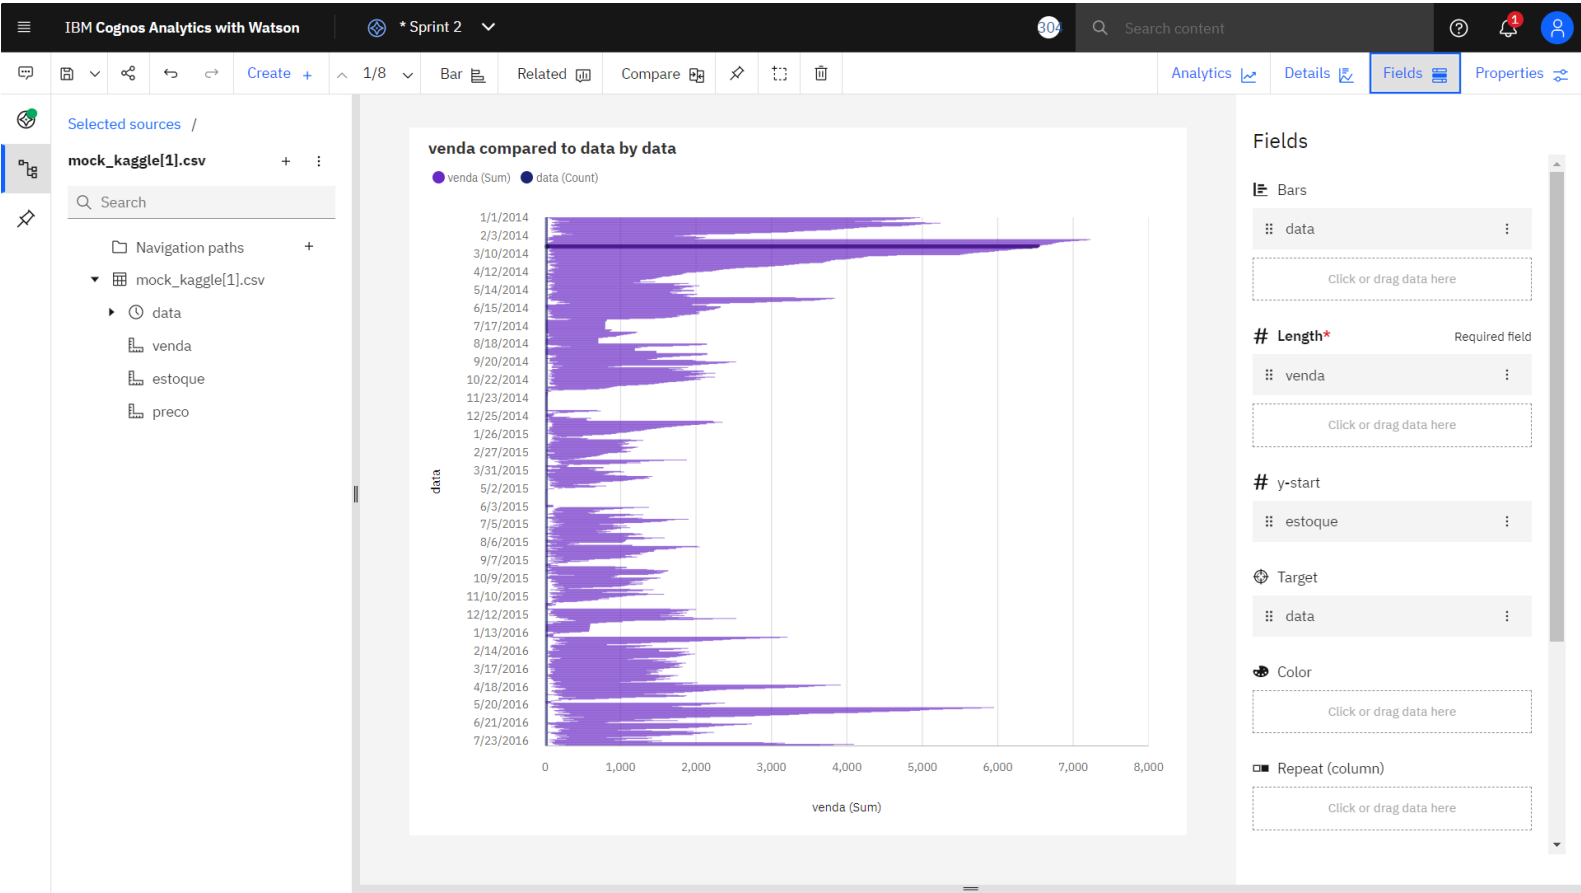 IBM Cognos Analytics with Watson
* Sprint 2
304
Search content
1
Create +
1/8
Bar
Related
Compare
Analytics
Details
Fields
Properties
Selected sources /
mock_kaggle[1].csv
Search
Navigation paths
mock_kaggle[1].csv
data
venda
estoque
preco
venda compared to data by data
venda (Sum)
data (Count)
1/1/2014
2/3/2014
3/10/2014
4/12/2014
5/14/2014
6/15/2014
7/17/2014
8/18/2014
9/20/2014
10/22/2014
11/23/2014
12/25/2014
1/26/2015
2/27/2015
3/31/2015
5/2/2015
6/3/2015
7/5/2015
8/6/2015
9/7/2015
10/9/2015
11/10/2015
12/12/2015
1/13/2016
2/14/2016
3/17/2016
4/18/2016
5/20/2016
6/21/2016
7/23/2016
data
0 1,000 2,000 3,000 4,000 5,000 6,000 7,000 8,000
venda (Sum)
Fields
Bars
data
Click or drag data here
# Length* Required field
venda
Click or drag data here
# y-start
estoque
Target
data
Color
Click or drag data here
Repeat (column)
Click or drag data here